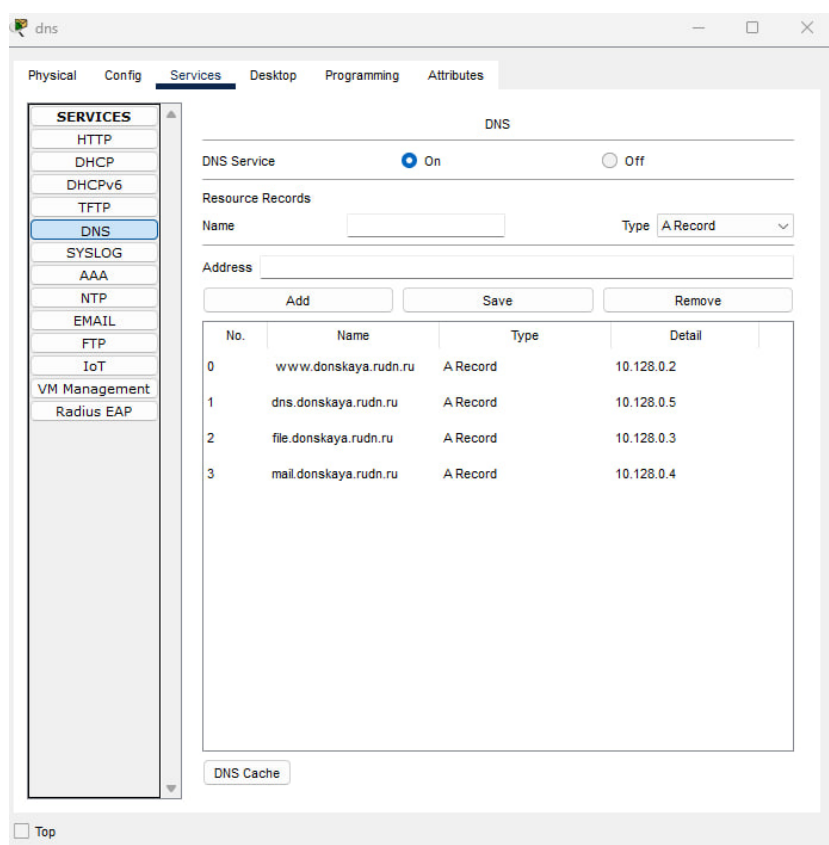 dns
Physical Config Services Desktop Programming Attributes
SERVICES
HTTP
DHCP
DHCPv6
TFTP
DNS
SYSLOG
AAA
NTP
EMAIL
FTP
IoT
VM Management
Radius EAP
DNS
DNS Service On Off
Resource Records
Name Type A Record
Address
Add Save Remove
No. Name Type Detail
0 www.donskaya.rudn.ru A Record 10.128.0.2
1 dns.donskaya.rudn.ru A Record 10.128.0.5
2 file.donskaya.rudn.ru A Record 10.128.0.3
3 mail.donskaya.rudn.ru A Record 10.128.0.4
DNS Cache
Top